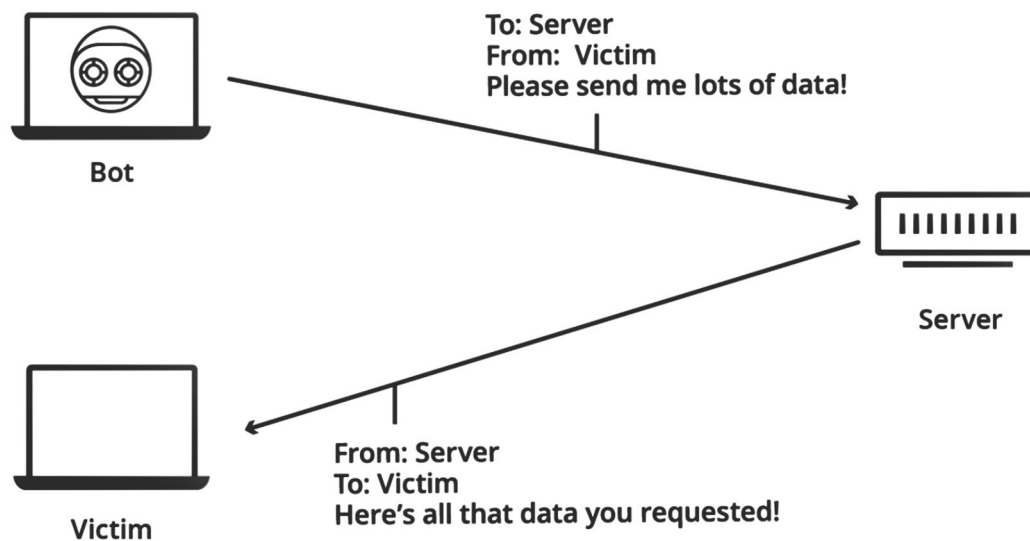 To: Server
From: Victim
Please send me lots of data!
Bot
Server
From: Server
To: Victim
Here's all that data you requested!
Victim